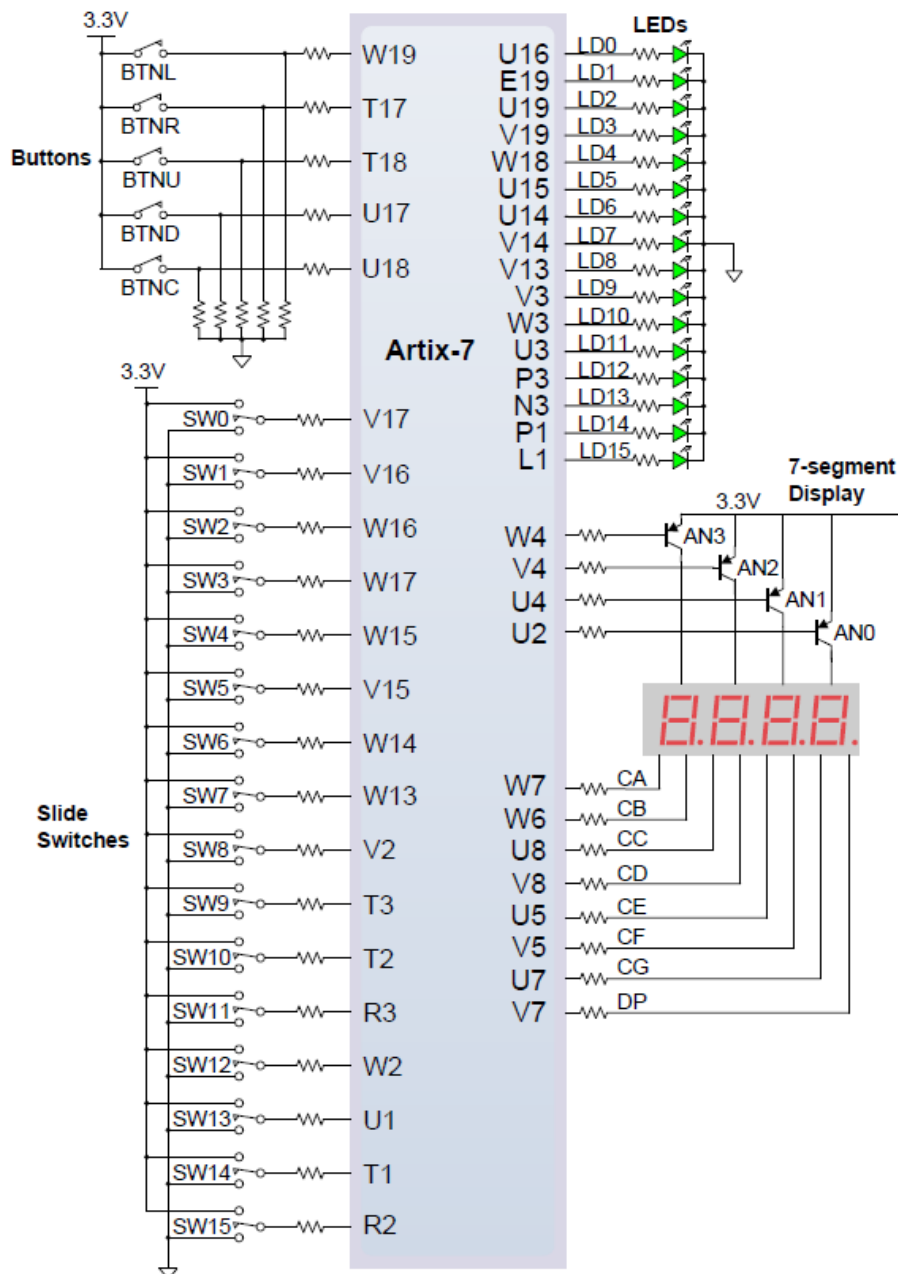 3.3V
BTNL
BTNR
BTNU
BTND
BTNC
Buttons
W19
T17
T18
U17
U18
Artix-7
3.3V
SW0
SW1
SW2
SW3
SW4
SW5
SW6
SW7
SW8
SW9
SW10
SW11
SW12
SW13
SW14
SW15
Slide
Switches
V17
V16
W16
W17
W15
V15
W14
W13
V2
T3
T2
R3
W2
U1
T1
R2
LEDs
U16 LD0
E19 LD1
U19 LD2
V19 LD3
W18 LD4
U15 LD5
U14 LD6
V14 LD7
V13 LD8
V3 LD9
W3 LD10
U3 LD11
P3 LD12
N3 LD13
P1 LD14
L1 LD15
7-segment
Display
3.3V
W4 AN3
V4 AN2
U4 AN1
U2 AN0
8.8.8.8.
W7 CA
W6 CB
U8 CC
V8 CD
U5 CE
V5 CF
U7 CG
V7 DP